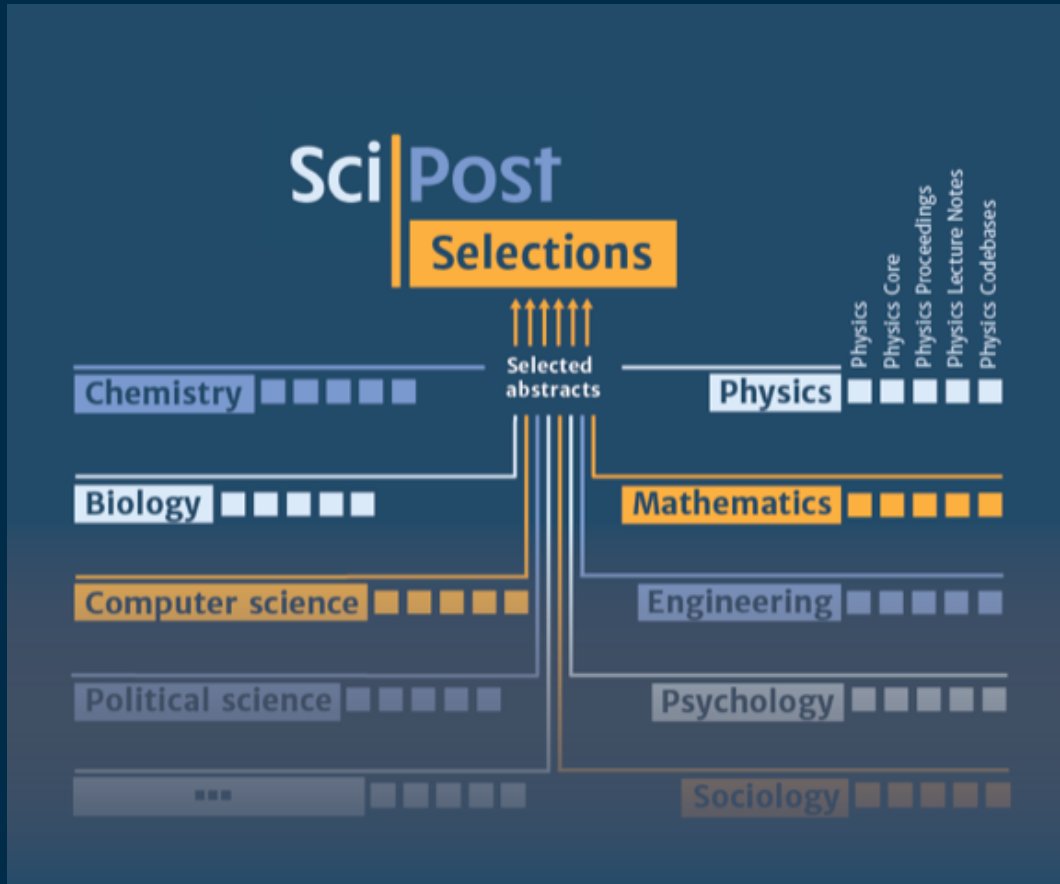 SciPost
Selections
Selected
abstracts
Physics
Physics Core
Physics Proceedings
Physics Lecture Notes
Physics Codebases
Chemistry
Physics
Biology
Mathematics
Computer science
Engineering
Political science
Psychology
...
Sociology